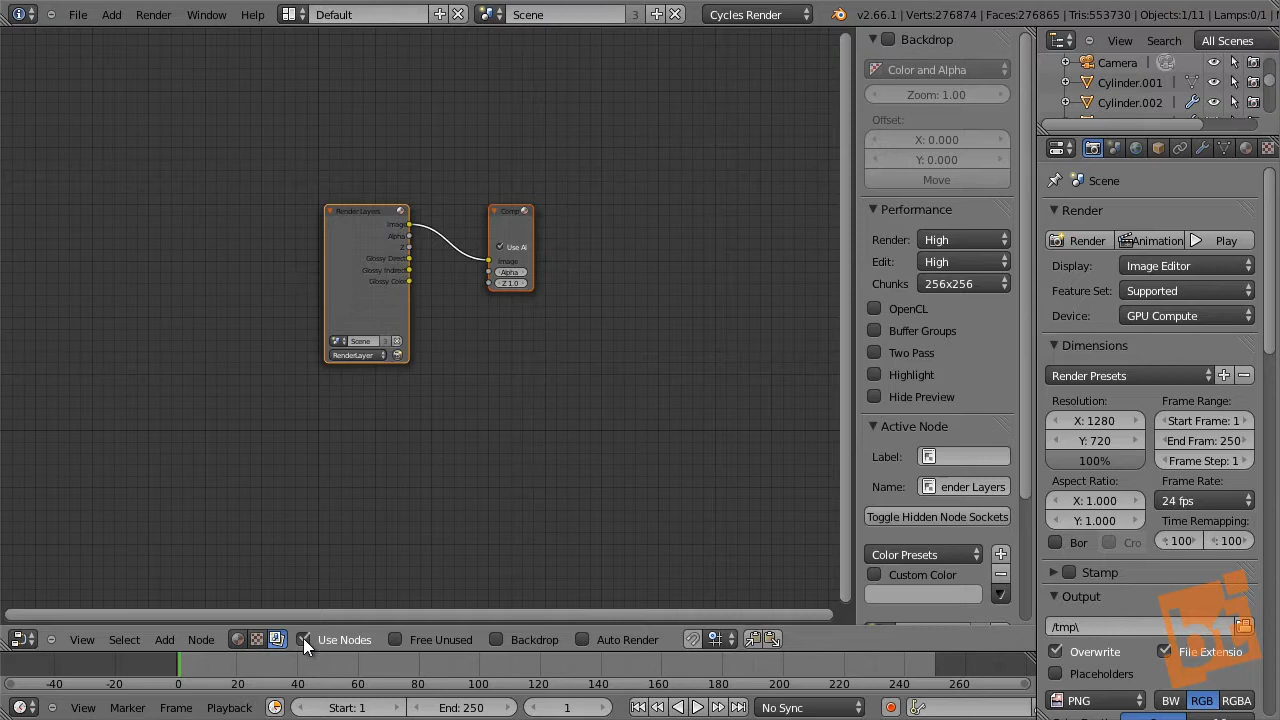 File Add Render Window Help Default Scene 3 Cycles Render v2.66.1 | Verts:276874 | Faces:276865 | Tris:553730 | Objects:1/11 | Lamps:0/1 |
Backdrop
Color and Alpha
Zoom: 1.00
Offset:
X: 0.000
Y: 0.000
Move
Performance
Render: High
Edit: High
Chunks 256x256
OpenCL
Buffer Groups
Two Pass
Highlight
Hide Preview
Active Node
Label:
Name: ender Layers
Toggle Hidden Node Sockets
Color Presets
Custom Color
Render Layers
Image
Alpha
Z
Glossy Direct
Glossy Indirect
Glossy Color
Scene 3
RenderLayer
Comp
Use Al
Image
Alpha
Z 1.0
View Search All Scenes
Camera
Cylinder.001
Cylinder.002
Scene
Render
Render Animation Play
Display: Image Editor
Feature Set: Supported
Device: GPU Compute
Dimensions
Render Presets
Resolution: Frame Range:
X: 1280 Start Frame: 1
Y: 720 End Fram: 250
100% Frame Step: 1
Aspect Ratio: Frame Rate:
X: 1.000 24 fps
Y: 1.000 Time Remapping:
Bor Cro : 100 : 100
Stamp
Output
/tmp\
Overwrite File Extensio
Placeholders
PNG BW RGB RGBA
View Select Add Node Use Nodes Free Unused Backdrop Auto Render
-40 -20 0 20 40 60 80 100 120 140 160 180 200 220 240 260
View Marker Frame Playback Start: 1 End: 250 1 No Sync